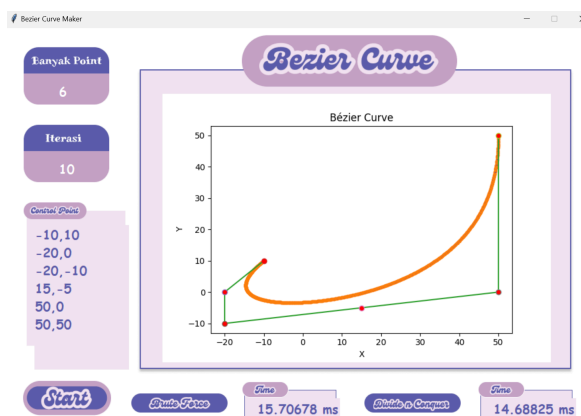 Bezier Curve Maker
Bezier Curve
Banyak Point
6
Iterasi
10
Control Point
-10,10
-20,0
-20,-10
15,-5
50,0
50,50
Bézier Curve
Y
50
40
30
20
10
0
−10
−20
−10
0
10
20
30
40
50
X
Start
Brute Force
Time
15.70678 ms
Divide n Conquer
Time
14.68825 ms